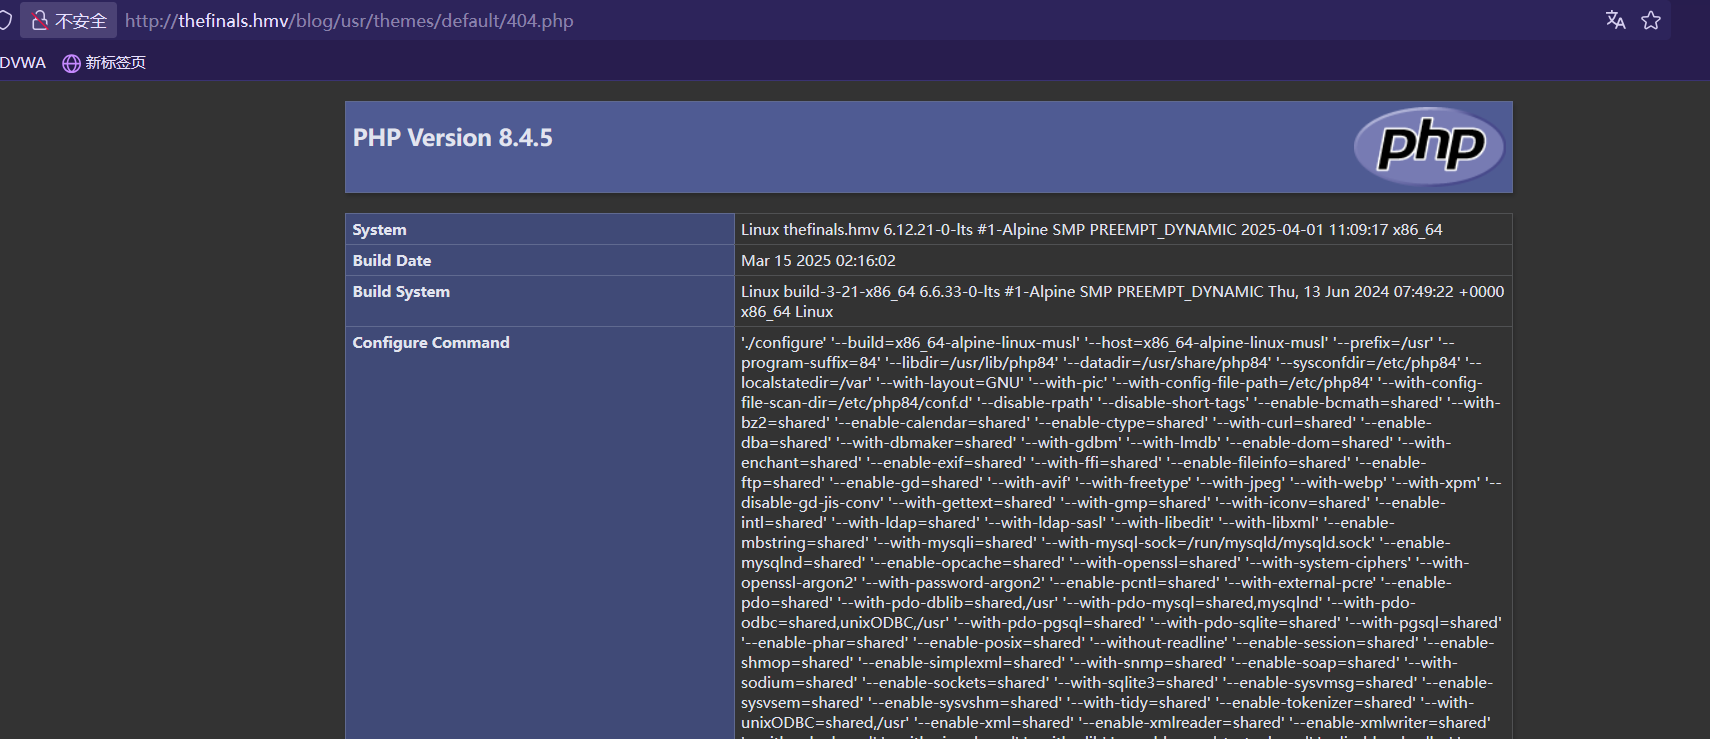 不安全 http://thefinals.hmv/blog/usr/themes/default/404.php
DVWA 新标签页
PHP Version 8.4.5
php
System Linux thefinals.hmv 6.12.21-0-lts #1-Alpine SMP PREEMPT_DYNAMIC 2025-04-01 11:09:17 x86_64
Build Date Mar 15 2025 02:16:02
Build System Linux build-3-21-x86_64 6.6.33-0-lts #1-Alpine SMP PREEMPT_DYNAMIC Thu, 13 Jun 2024 07:49:22 +0000
x86_64 Linux
Configure Command './configure' '--build=x86_64-alpine-linux-musl' '--host=x86_64-alpine-linux-musl' '--prefix=/usr' '--
program-suffix=84' '--libdir=/usr/lib/php84' '--datadir=/usr/share/php84' '--sysconfdir=/etc/php84' '--
localstatedir=/var' '--with-layout=GNU' '--with-pic' '--with-config-file-path=/etc/php84' '--with-config-
file-scan-dir=/etc/php84/conf.d' '--disable-rpath' '--disable-short-tags' '--enable-bcmath=shared' '--with-
bz2=shared' '--enable-calendar=shared' '--enable-ctype=shared' '--with-curl=shared' '--enable-
dba=shared' '--with-dbmaker=shared' '--with-gdbm' '--with-lmdb' '--enable-dom=shared' '--with-
enchant=shared' '--enable-exif=shared' '--with-ffi=shared' '--enable-fileinfo=shared' '--enable-
ftp=shared' '--enable-gd=shared' '--with-avif' '--with-freetype' '--with-jpeg' '--with-webp' '--with-xpm' '--
disable-gd-jis-conv' '--with-gettext=shared' '--with-gmp=shared' '--with-iconv=shared' '--enable-
intl=shared' '--with-ldap=shared' '--with-ldap-sasl' '--with-libedit' '--with-libxml' '--enable-
mbstring=shared' '--with-mysqli=shared' '--with-mysql-sock=/run/mysqld/mysqld.sock' '--enable-
mysqlnd=shared' '--enable-opcache=shared' '--with-openssl=shared' '--with-system-ciphers' '--with-
openssl-argon2' '--with-password-argon2' '--enable-pcntl=shared' '--with-external-pcre' '--enable-
pdo=shared' '--with-pdo-dblib=shared,/usr' '--with-pdo-mysql=shared,mysqlnd' '--with-pdo-
odbc=shared,unixODBC,/usr' '--with-pdo-pgsql=shared' '--with-pdo-sqlite=shared' '--with-pgsql=shared'
'--enable-phar=shared' '--enable-posix=shared' '--without-readline' '--enable-session=shared' '--enable-
shmop=shared' '--enable-simplexml=shared' '--with-snmp=shared' '--enable-soap=shared' '--with-
sodium=shared' '--enable-sockets=shared' '--with-sqlite3=shared' '--enable-sysvmsg=shared' '--enable-
sysvsem=shared' '--enable-sysvshm=shared' '--with-tidy=shared' '--enable-tokenizer=shared' '--with-
unixODBC=shared,/usr' '--enable-xml=shared' '--enable-xmlreader=shared' '--enable-xmlwriter=shared'